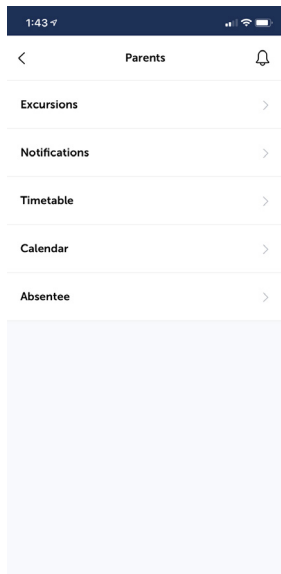 1:43
Parents
Excursions
Notifications
Timetable
Calendar
Absentee